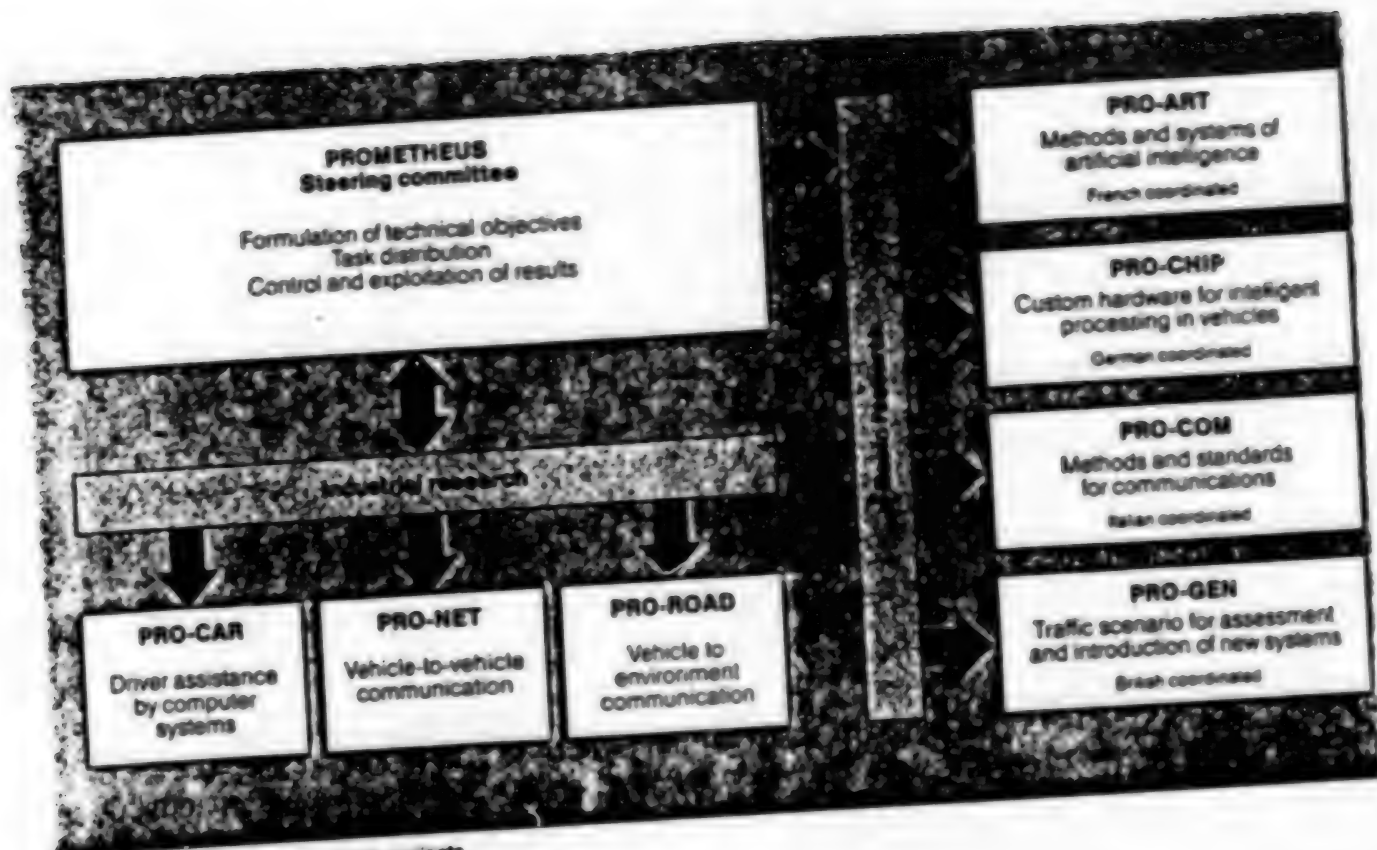 PROMETHEUS
Steering committee
Formulation of technical objectives
Task distribution
Control and exploitation of results
Industrial research
PRO-CAR
Driver assistance
by computer
systems
PRO-NET
Vehicle-to-vehicle
communication
PRO-ROAD
Vehicle to
environment
communication
PRO-ART
Methods and systems of
artificial intelligence
French coordinated
PRO-CHIP
Custom hardware for intelligent
processing in vehicles
German coordinated
PRO-COM
Methods and standards
for communications
Italian coordinated
PRO-GEN
Traffic scenario for assessment
and introduction of new systems
British coordinated